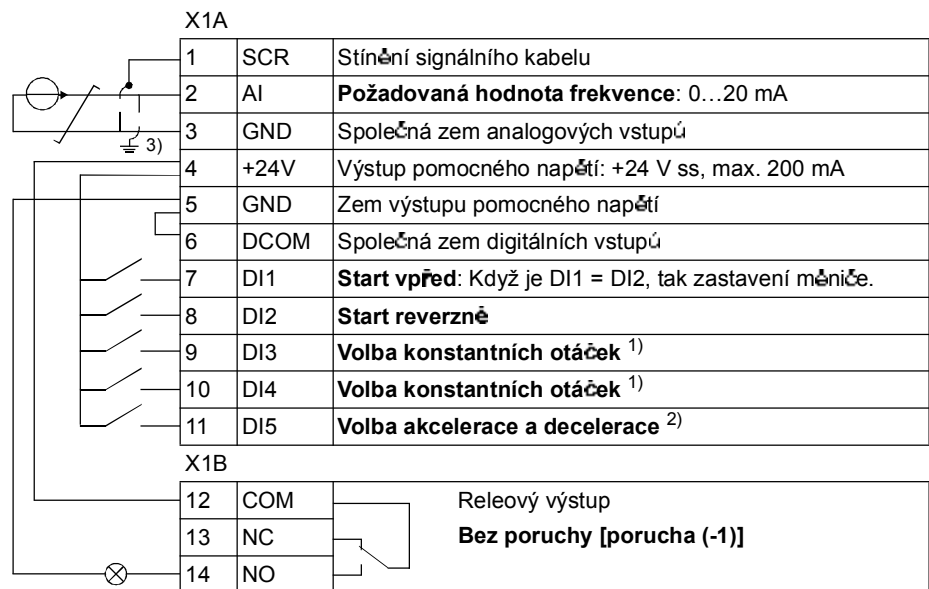 X1A
1 SCR Stínění signálního kabelu
2 AI Požadovaná hodnota frekvence: 0…20 mA
3 GND Společná zem analogových vstupú
3)
4 +24V Výstup pomocného napětí: +24 V ss, max. 200 mA
5 GND Zem výstupu pomocného napětí
6 DCOM Společná zem digitálních vstupú
7 DI1 Start vpřed: Když je DI1 = DI2, tak zastavení měniče.
8 DI2 Start reverzně
9 DI3 Volba konstantních otáček 1)
10 DI4 Volba konstantních otáček 1)
11 DI5 Volba akcelerace a decelerace 2)
X1B
12 COM Releový výstup
13 NC Bez poruchy [porucha (-1)]
14 NO